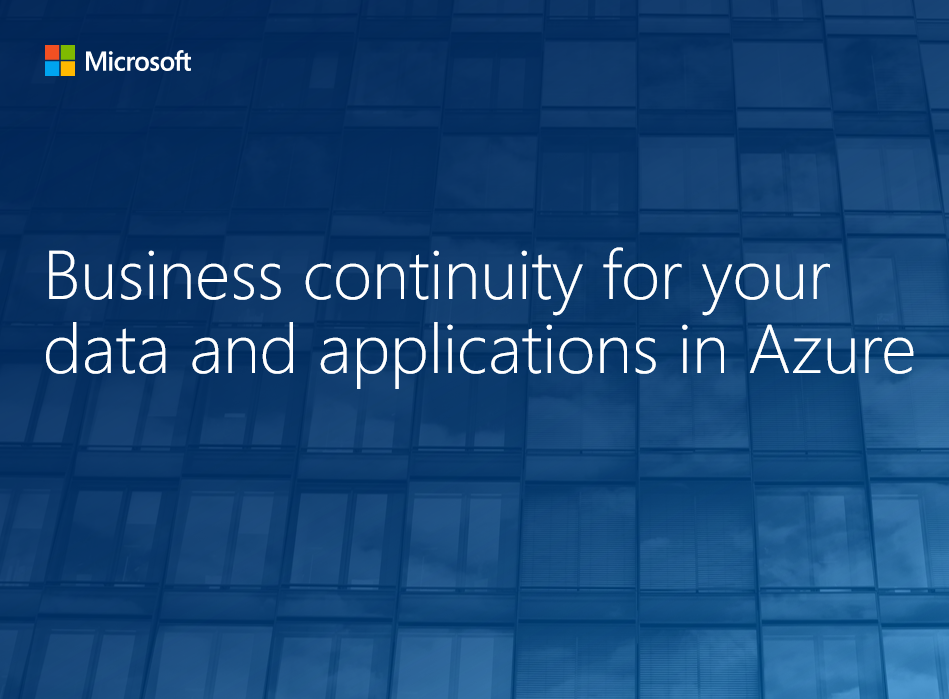 Microsoft
Business continuity for your
data and applications in Azure